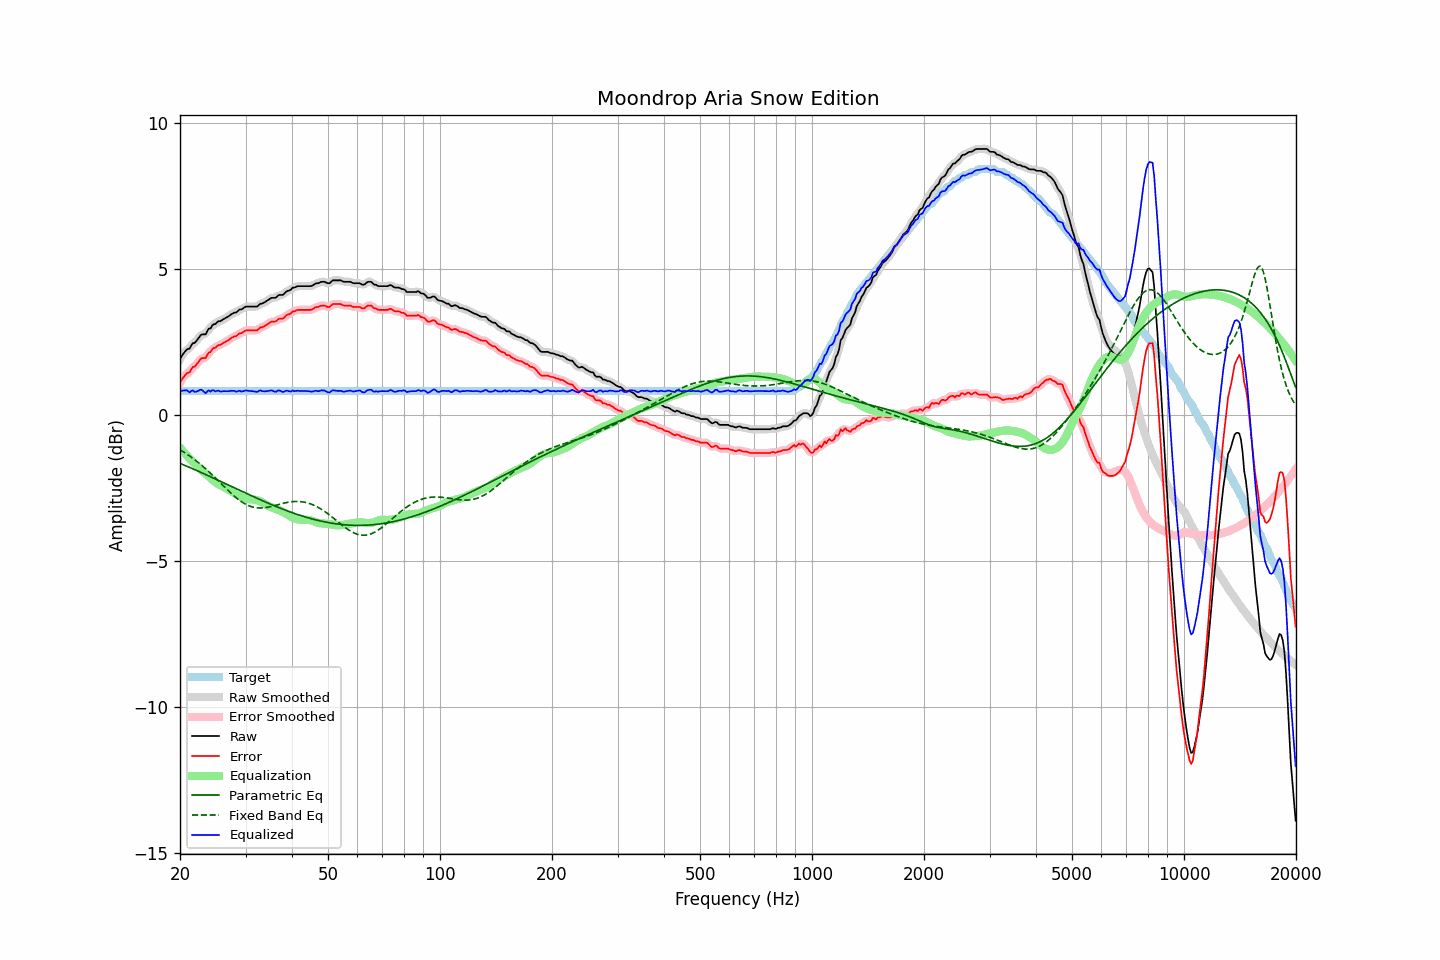 Moondrop Aria Snow Edition
Amplitude (dBr)
10
5
0
−5
−10
−15
Target
Raw Smoothed
Error Smoothed
Raw
Error
Equalization
Parametric Eq
Fixed Band Eq
Equalized
20 50 100 200 500 1000 2000 5000 10000 20000
Frequency (Hz)